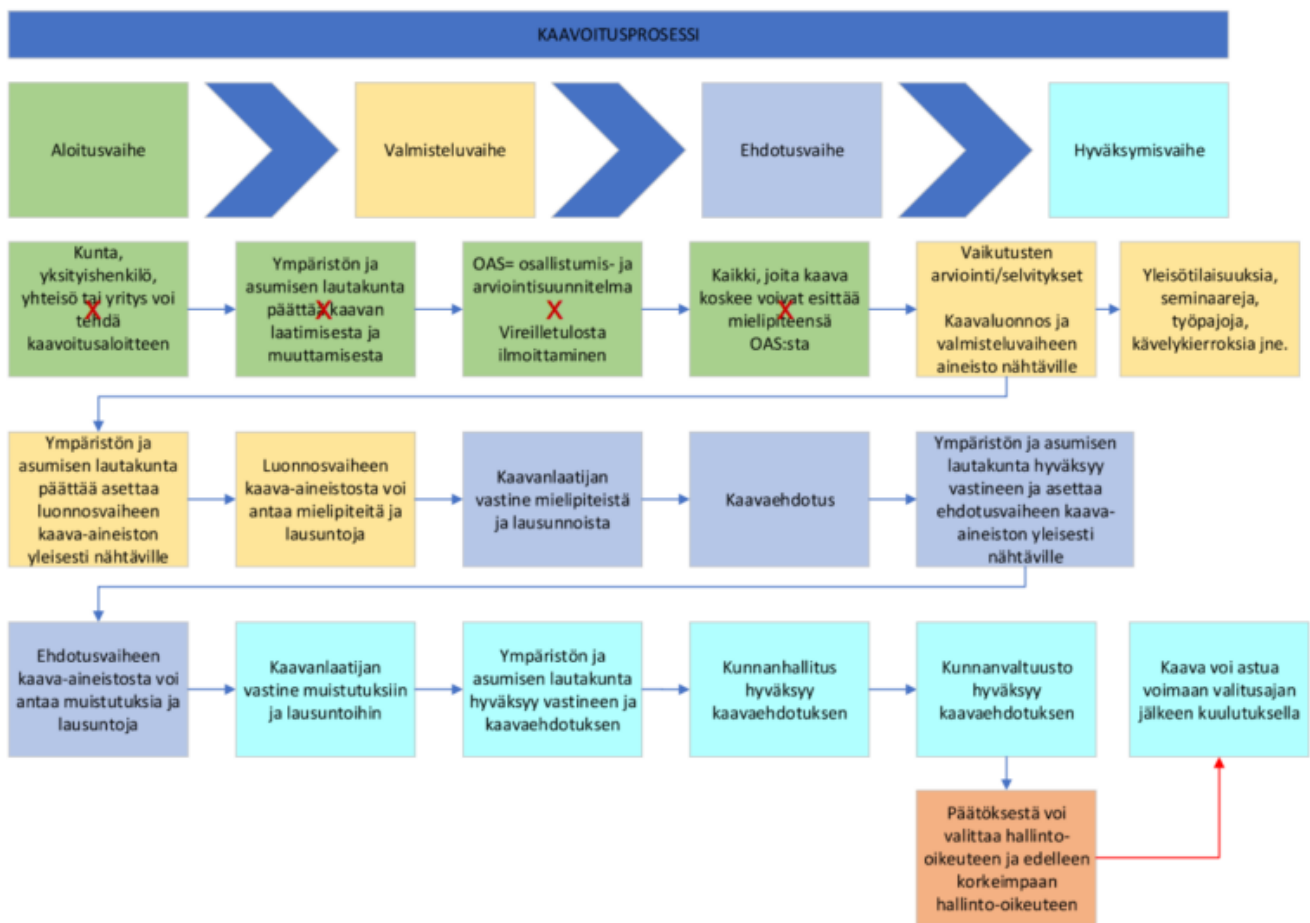 KAAVOITUSPROSESSI
Aloitusvaihe
Valmisteluvaihe
Ehdotusvaihe
Hyväksymisvaihe
Kunta,
yksityishenkilö,
yhteisö tai yritys voi
tehdä
kaavoitusaloitteen
X
Ympäristön ja
asumisen lautakunta
päättää kaavan
laatimisesta ja
muuttamisesta
X
OAS= osallistumis- ja
arviointisuunnitelma
X
Vireilletulosta
ilmoittaminen
Kaikki, joita kaava
koskee voivat esittää
mielipiteensä
OAS:sta
X
Vaikutusten
arviointi/selvitykset
Kaavaluonnos ja
valmisteluvaiheen
aineisto nähtäville
Yleisötilaisuuksia,
seminaareja,
työpajoja,
kävelykierroksia jne.
Ympäristön ja
asumisen lautakunta
päättää asettaa
luonnosvaiheen
kaava-aineiston
yleisesti nähtäville
Luonnosvaiheen
kaava-aineistosta voi
antaa mielipiteitä ja
lausuntoja
Kaavanlaatijan
vastine mielipiteistä
ja lausunnoista
Kaavaehdotus
Ympäristön ja asumisen
lautakunta hyväksyy
vastineen ja asettaa
ehdotusvaiheen kaava-
aineiston yleisesti
nähtäville
Ehdotusvaiheen
kaava-aineistosta voi
antaa muistutuksia ja
lausuntoja
Kaavanlaatijan
vastine muistutuksiin
ja lausuntoihin
Ympäristön ja
asumisen lautakunta
hyväksyy vastineen ja
kaavaehdotuksen
Kunnanhallitus
hyväksyy
kaavaehdotuksen
Kunnanvaltuusto
hyväksyy
kaavaehdotuksen
Kaava voi astua
voimaan valitusajan
jälkeen kuulutuksella
Päätöksestä voi
valittaa hallinto-
oikeuteen ja edelleen
korkeimpaan
hallinto-oikeuteen